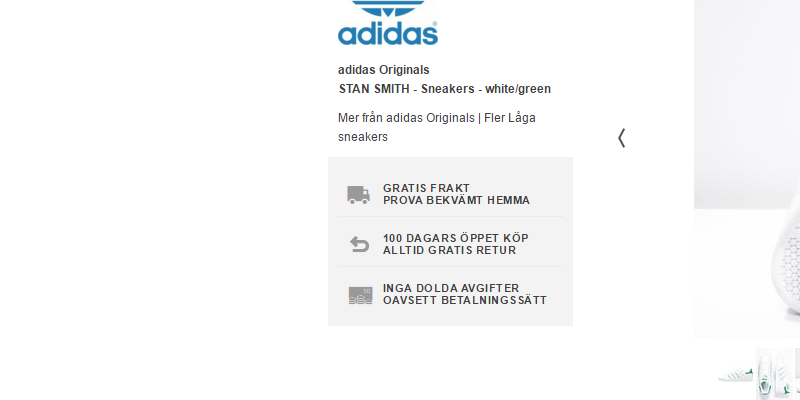 adidas
adidas Originals
STAN SMITH - Sneakers - white/green
Mer från adidas Originals | Fler Låga
sneakers
GRATIS FRAKT
PROVA BEKVÄMT HEMMA
100 DAGARS ÖPPET KÖP
ALLTID GRATIS RETUR
INGA DOLDA AVGIFTER
OAVSETT BETALNINGSSÄTT